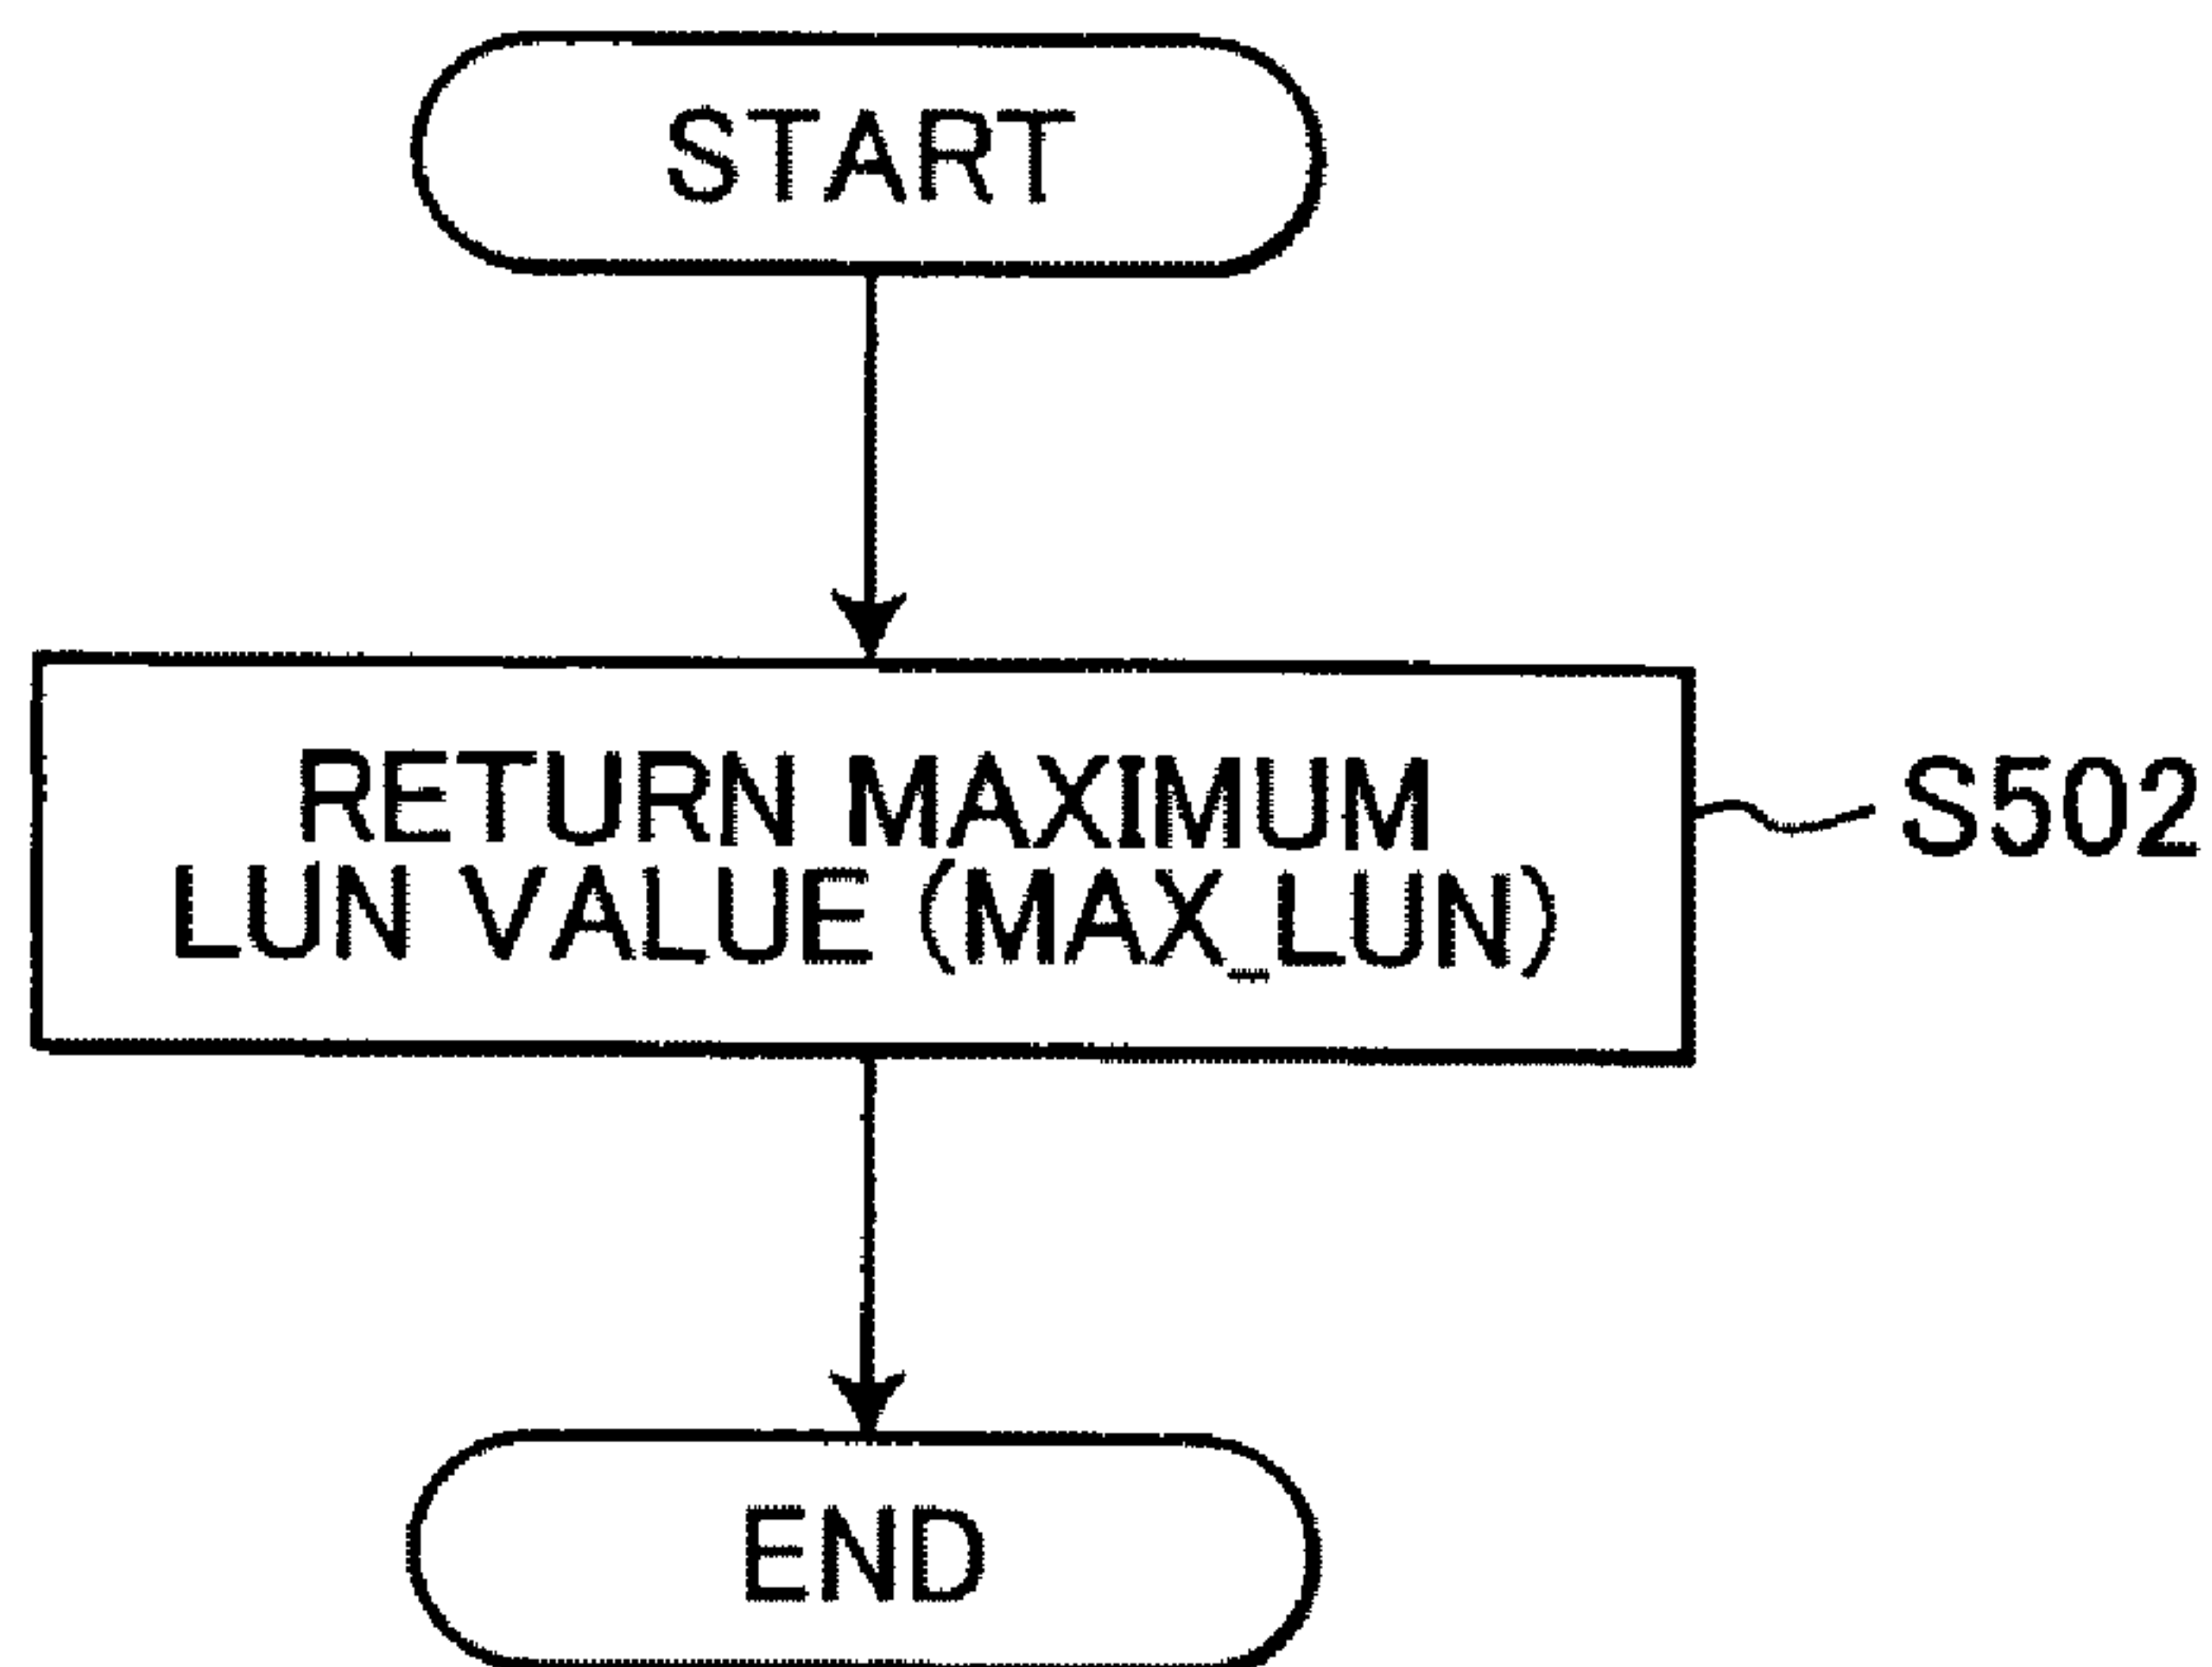 START
RETURN MAXIMUM
LUN VALUE (MAX_LUN)
S502
END